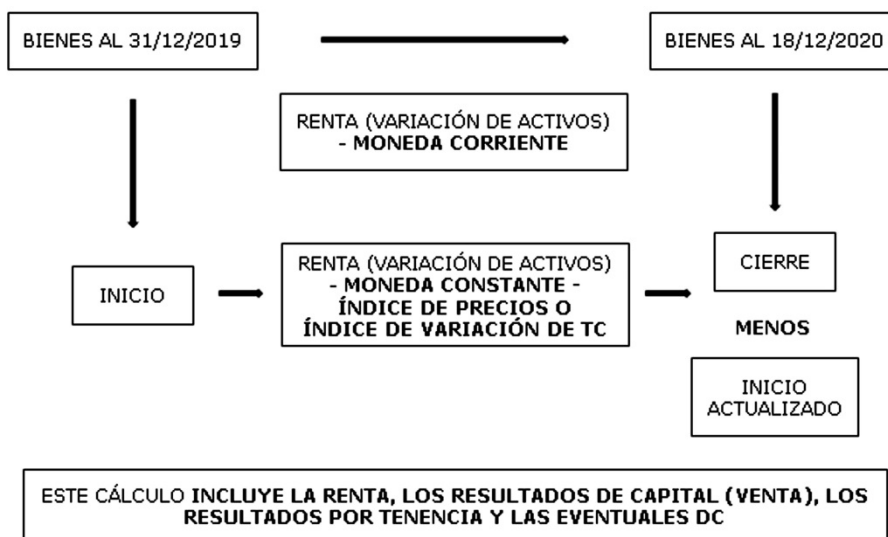 BIENES AL 31/12/2019
BIENES AL 18/12/2020
RENTA (VARIACIÓN DE ACTIVOS)
- MONEDA CORRIENTE
INICIO
RENTA (VARIACIÓN DE ACTIVOS)
- MONEDA CONSTANTE -
ÍNDICE DE PRECIOS O
ÍNDICE DE VARIACIÓN DE TC
CIERRE
MENOS
INICIO
ACTUALIZADO
ESTE CÁLCULO INCLUYE LA RENTA, LOS RESULTADOS DE CAPITAL (VENTA), LOS
RESULTADOS POR TENENCIA Y LAS EVENTUALES DC